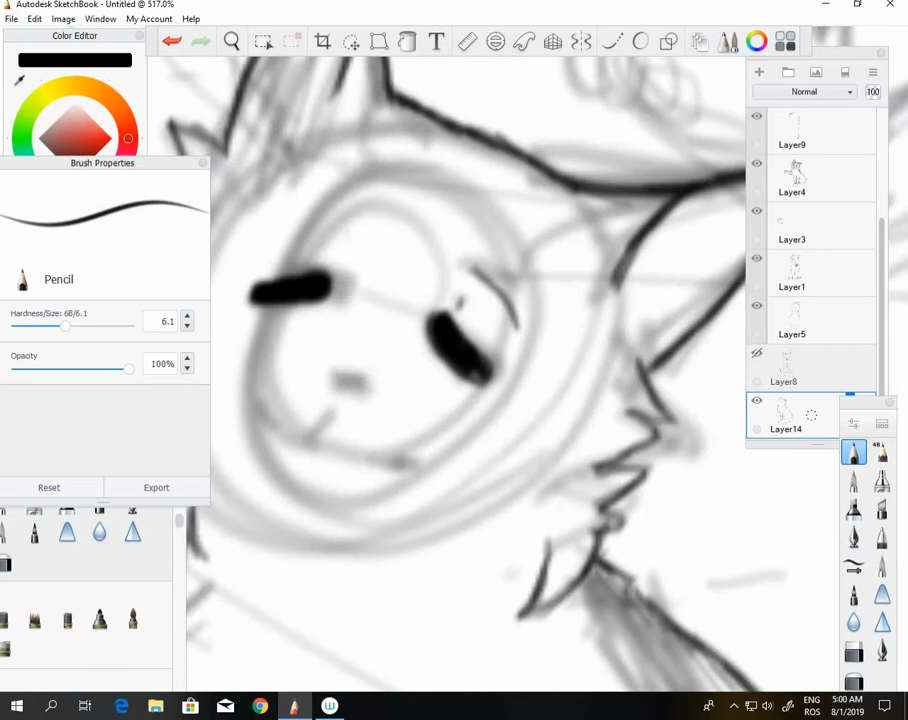 Autodesk SketchBook @ 517.0%
File Edit Image Window My Account Help
Color Editor
T
Normal 100
Layer9
Brush Properties
Layer4
Layer3
Pencil
Layer1
Hardness/Size: 6B/6.1
6.1
Layer5
Opacity
100%
Layer8
Layer14
4B
Reset Export
W
ENG
ROS
5:00 AM
8/1/2019